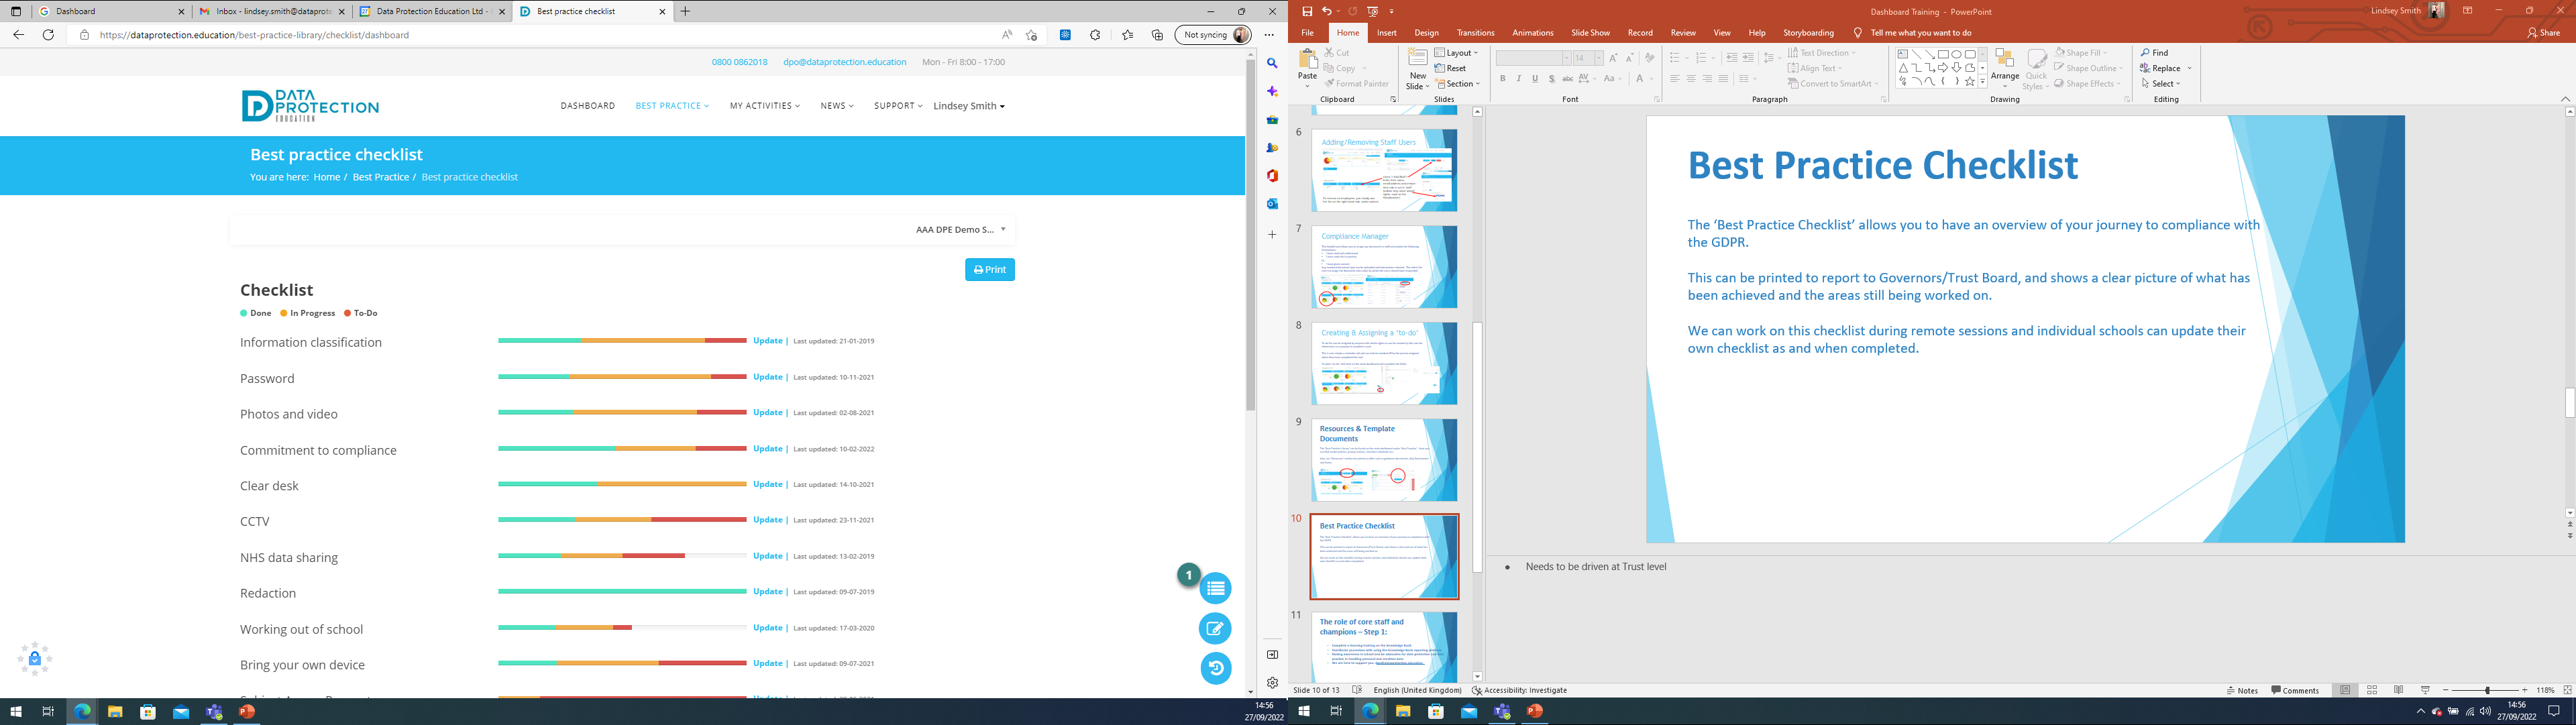 Dashboard
Inbox - lindsey.smith@dataprote
Data Protection Education Ltd -
Best practice checklist
https://dataprotection.education/best-practice-library/checklist/dashboard
Not syncing
0800 0862018
dpo@dataprotection.education
Mon - Fri 8:00 - 17:00
DATA
PROTECTION
EDUCATION
DASHBOARD
BEST PRACTICE
MY ACTIVITIES
NEWS
SUPPORT
Lindsey Smith
Best practice checklist
You are here: Home / Best Practice / Best practice checklist
AAA DPE Demo S...
Print
Checklist
Done In Progress To-Do
Information classification
Update | Last updated: 21-01-2019
Password
Update | Last updated: 10-11-2021
Photos and video
Update | Last updated: 02-08-2021
Commitment to compliance
Update | Last updated: 10-02-2022
Clear desk
Update | Last updated: 14-10-2021
CCTV
Update | Last updated: 23-11-2021
NHS data sharing
Update | Last updated: 13-02-2019
Redaction
Update | Last updated: 09-07-2019
Working out of school
Update | Last updated: 17-03-2020
Bring your own device
Update | Last updated: 09-07-2021
1
14:56
27/09/2022
Dashboard Training - PowerPoint
Lindsey Smith
File Home Insert Design Transitions Animations Slide Show Record Review View Help Storyboarding Tell me what you want to do
Share
Paste
Cut
Copy
Format Painter
Clipboard
New
Slide
Layout
Reset
Section
Slides
14
Font
Text Direction
Align Text
Convert to SmartArt
Paragraph
Arrange
Quick
Styles
Shape Fill
Shape Outline
Shape Effects
Drawing
Find
Replace
Select
Editing
6
Adding/Removing Staff Users
7
Compliance Manager
8
Creating & Assigning a "to-do"
9
Resources & Template
Documents
10
Best Practice Checklist
11
The role of core staff and
champions – Step 1:
Best Practice Checklist
The ‘Best Practice Checklist’ allows you to have an overview of your journey to compliance with
the GDPR.
This can be printed to report to Governors/Trust Board, and shows a clear picture of what has
been achieved and the areas still being worked on.
We can work on this checklist during remote sessions and individual schools can update their
own checklist as and when completed.
Needs to be driven at Trust level
Slide 10 of 13
English (United Kingdom)
Accessibility: Investigate
Notes
Comments
118%
14:56
27/09/2022